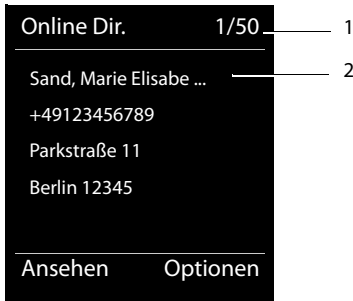 Online Dir. 1/50 1
Sand, Marie Elisabe ... 2
+49123456789
Parkstraße 11
Berlin 12345
Ansehen Optionen